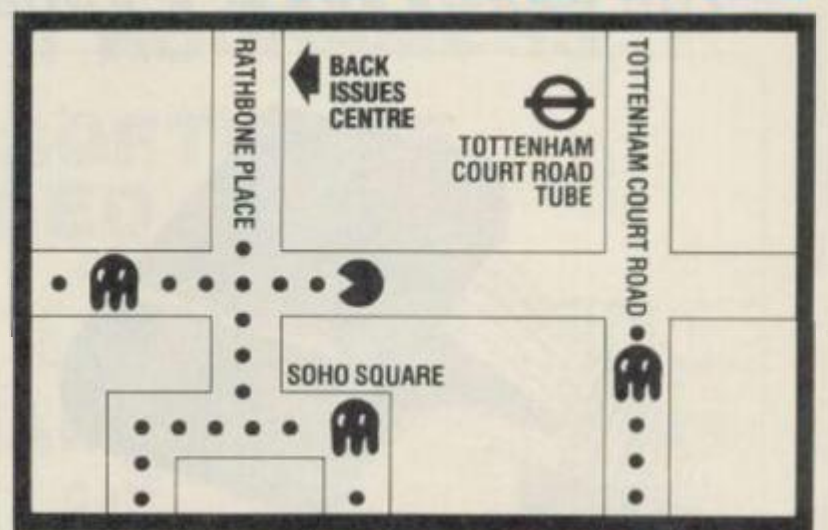 RATHBONE PLACE
BACK
ISSUES
CENTRE
TOTTENHAM
COURT ROAD
TUBE
TOTTENHAM COURT ROAD
SOHO SQUARE